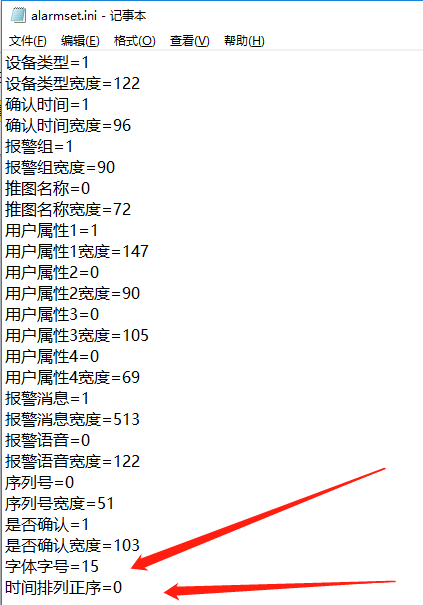 alarmset.ini - 记事本
文件(F) 编辑(E) 格式(O) 查看(V) 帮助(H)
设备类型=1
设备类型宽度=122
确认时间=1
确认时间宽度=96
报警组=1
报警组宽度=90
推图名称=0
推图名称宽度=72
用户属性1=1
用户属性1宽度=147
用户属性2=0
用户属性2宽度=90
用户属性3=0
用户属性3宽度=105
用户属性4=0
用户属性4宽度=69
报警消息=1
报警消息宽度=513
报警语音=0
报警语音宽度=122
序列号=0
序列号宽度=51
是否确认=1
是否确认宽度=103
字体字号=15
时间排列正序=0